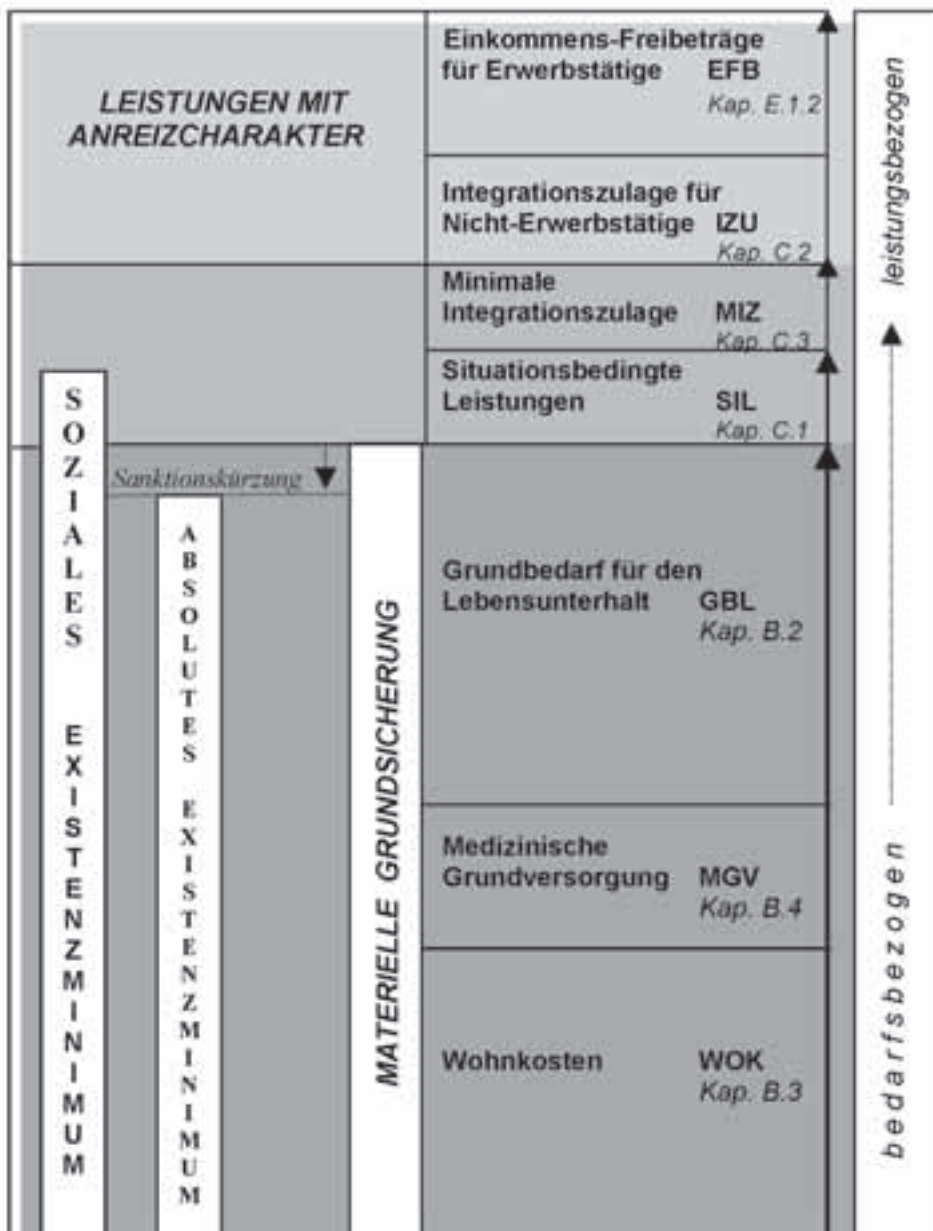 LEISTUNGEN MIT
ANREIZCHARAKTER
Einkommens-Freibeträge
für Erwerbstätige EFB
Kap. E.1.2
Integrationszulage für
Nicht-Erwerbstätige IZU
Kap. C 2
Minimale
Integrationszulage MIZ
Kap. C.3
Situationsbedingte
Leistungen SIL
Kap. C.1
Sanktionskürzung
SOZIALES EXISTENZMINIMUM
ABSOLUTES EXISTENZMINIMUM
MATERIELLE GRUNDSICHERUNG
Grundbedarf für den
Lebensunterhalt GBL
Kap. B.2
Medizinische
Grundversorgung MGV
Kap. B.4
Wohnkosten WOK
Kap. B.3
leistungsbezogen
bedarfsbezogen